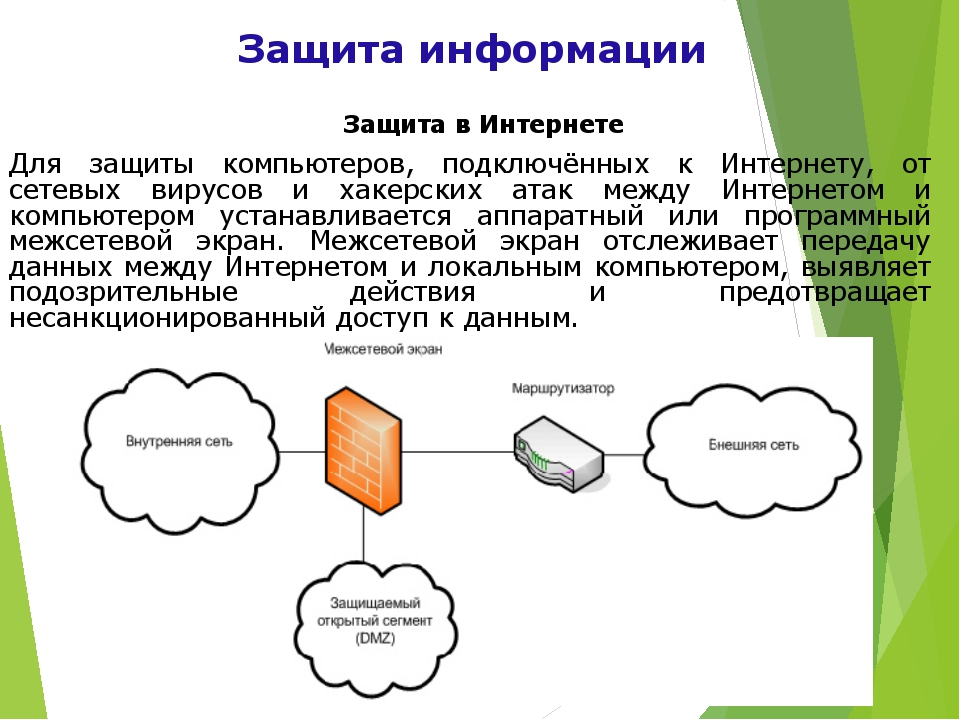 Защита информации
Защита в Интернете
Для защиты компьютеров, подключённых к Интернету, от
сетевых вирусов и хакерских атак между Интернетом и
компьютером устанавливается аппаратный или программный
межсетевой экран. Межсетевой экран отслеживает передачу
данных между Интернетом и локальным компьютером, выявляет
подозрительные действия и предотвращает
несанкционированный доступ к данным.
Межсетевой экран
Маршрутизатор
Внутренняя сеть
Внешняя сеть
Защищаемый
открытый сегмент
(DMZ)